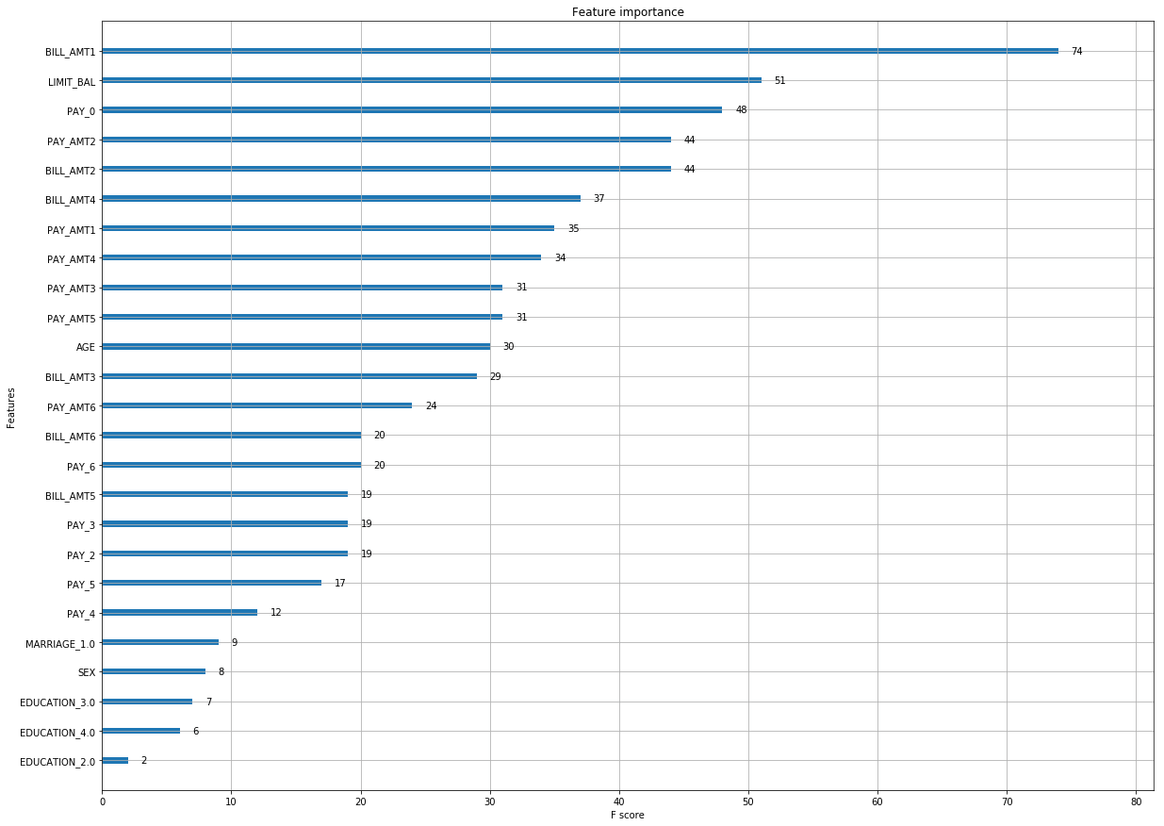 Feature importance
BILL_AMT1 74
LIMIT_BAL 51
PAY_0 48
PAY_AMT2 44
BILL_AMT2 44
BILL_AMT4 37
PAY_AMT1 35
PAY_AMT4 34
PAY_AMT3 31
PAY_AMT5 31
AGE 30
BILL_AMT3 29
PAY_AMT6 24
BILL_AMT6 20
PAY_6 20
BILL_AMT5 19
PAY_3 19
PAY_2 19
PAY_5 17
PAY_4 12
MARRIAGE_1.0 9
SEX 8
EDUCATION_3.0 7
EDUCATION_4.0 6
EDUCATION_2.0 2
Features
0 10 20 30 40 50 60 70 80
F score